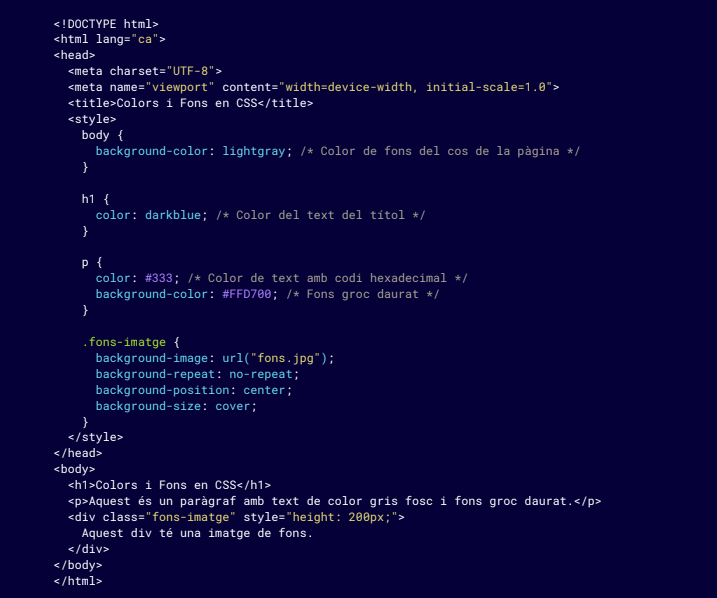 <!DOCTYPE html>
<html lang="ca">
<head>
  <meta charset="UTF-8">
  <meta name="viewport" content="width=device-width, initial-scale=1.0">
  <title>Colors i Fons en CSS</title>
  <style>
    body {
      background-color: lightgray; /* Color de fons del cos de la pàgina */
    }

    h1 {
      color: darkblue; /* Color del text del títol */
    }

    p {
      color: #333; /* Color de text amb codi hexadecimal */
      background-color: #FFD700; /* Fons groc daurat */
    }

    .fons-imatge {
      background-image: url("fons.jpg");
      background-repeat: no-repeat;
      background-position: center;
      background-size: cover;
    }
  </style>
</head>
<body>
  <h1>Colors i Fons en CSS</h1>
  <p>Aquest és un paràgraf amb text de color gris fosc i fons groc daurat.</p>
  <div class="fons-imatge" style="height: 200px;">
    Aquest div té una imatge de fons.
  </div>
</body>
</html>